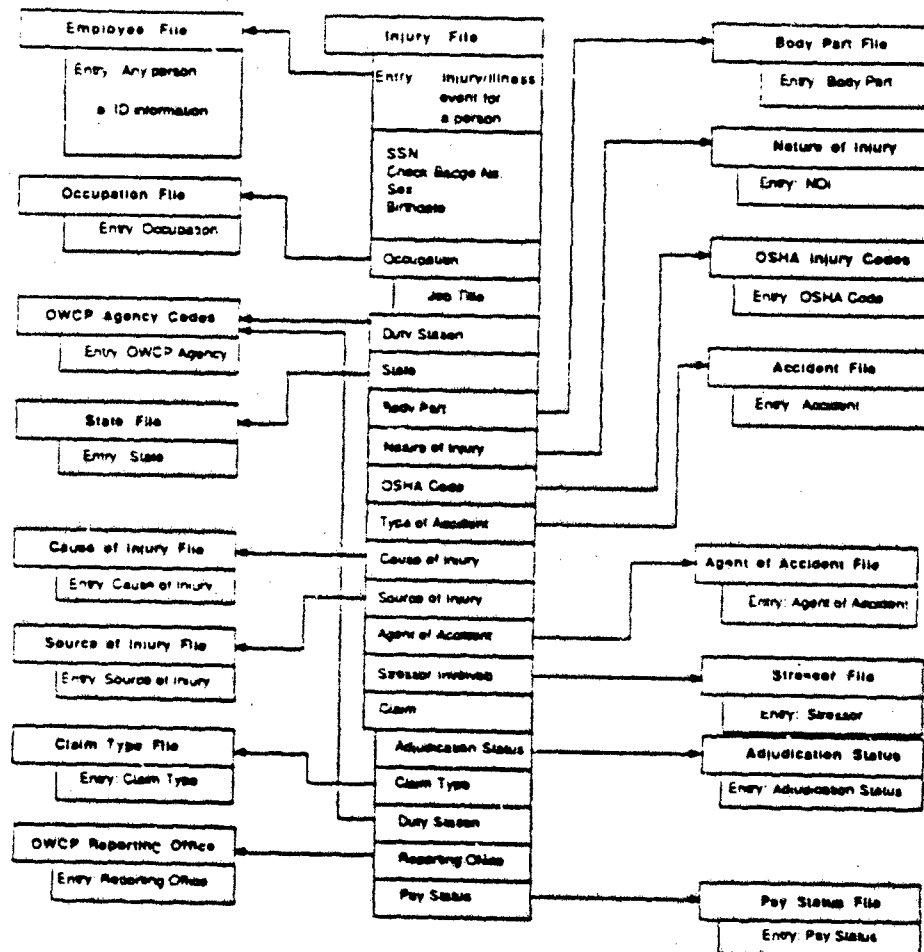 Employee File
Entry Any person
a ID information
Occupation File
Entry Occupation
OWCP Agency Codes
Entry OWCP Agency
State File
Entry State
Cause of Injury File
Entry: Cause of Injury
Source of Injury File
Entry: Source of Injury
Claim Type File
Entry: Claim Type
OWCP Reporting Office
Entry: Reporting Office
Injury File
Entry Injury/Illness
event for
a person
SSN
Check Badge No.
Sex
Birthdate
Occupation
Job Title
Duty Station
State
Body Part
Nature of Injury
OSHA Code
Type of Accident
Cause of Injury
Source of Injury
Agent of Accident
Stressor Involved
Claim
Adjudication Status
Claim Type
Duty Station
Reporting Office
Pay Status
Body Part File
Entry Body Part
Nature of Injury
Entry: NOI
OSHA Injury Codes
Entry OSHA Code
Accident File
Entry Accident
Agent of Accident File
Entry: Agent of Accident
Stressor File
Entry: Stressor
Adjudication Status
Entry: Adjudication Status
Pay Status File
Entry: Pay Status